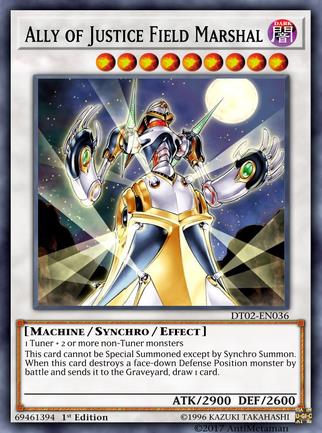 Ally of Justice Field Marshal
DARK
闇
DT02-EN036
[Machine / Synchro / Effect]
1 Tuner + 2 or more non-Tuner monsters
This card cannot be Special Summoned except by Synchro Summon.
When this card destroys a face-down Defense Position monster by
battle and sends it to the Graveyard, draw 1 card.
ATK/2900 DEF/2600
69461394 1st Edition
©1996 KAZUKI TAKAHASHI
©2017 AntiMetaman